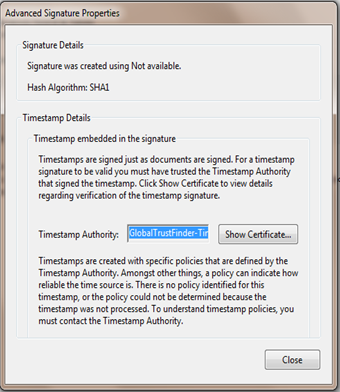 Advanced Signature Properties
Signature Details
Signature was created using Not available.
Hash Algorithm: SHA1
Timestamp Details
Timestamp embedded in the signature
Timestamps are signed just as documents are signed. For a timestamp
signature to be valid you must have trusted the Timestamp Authority
that signed the timestamp. Click Show Certificate to view details
regarding verification of the timestamp signature.
Timestamp Authority: GlobalTrustFinder-Tir Show Certificate...
Timestamps are created with specific policies that are defined by the
Timestamp Authority. Amongst other things, a policy can indicate how
reliable the time source is. There is no policy identified for this
timestamp, or the policy could not be determined because the
timestamp was not processed. To understand timestamp policies, you
must contact the Timestamp Authority.
Close